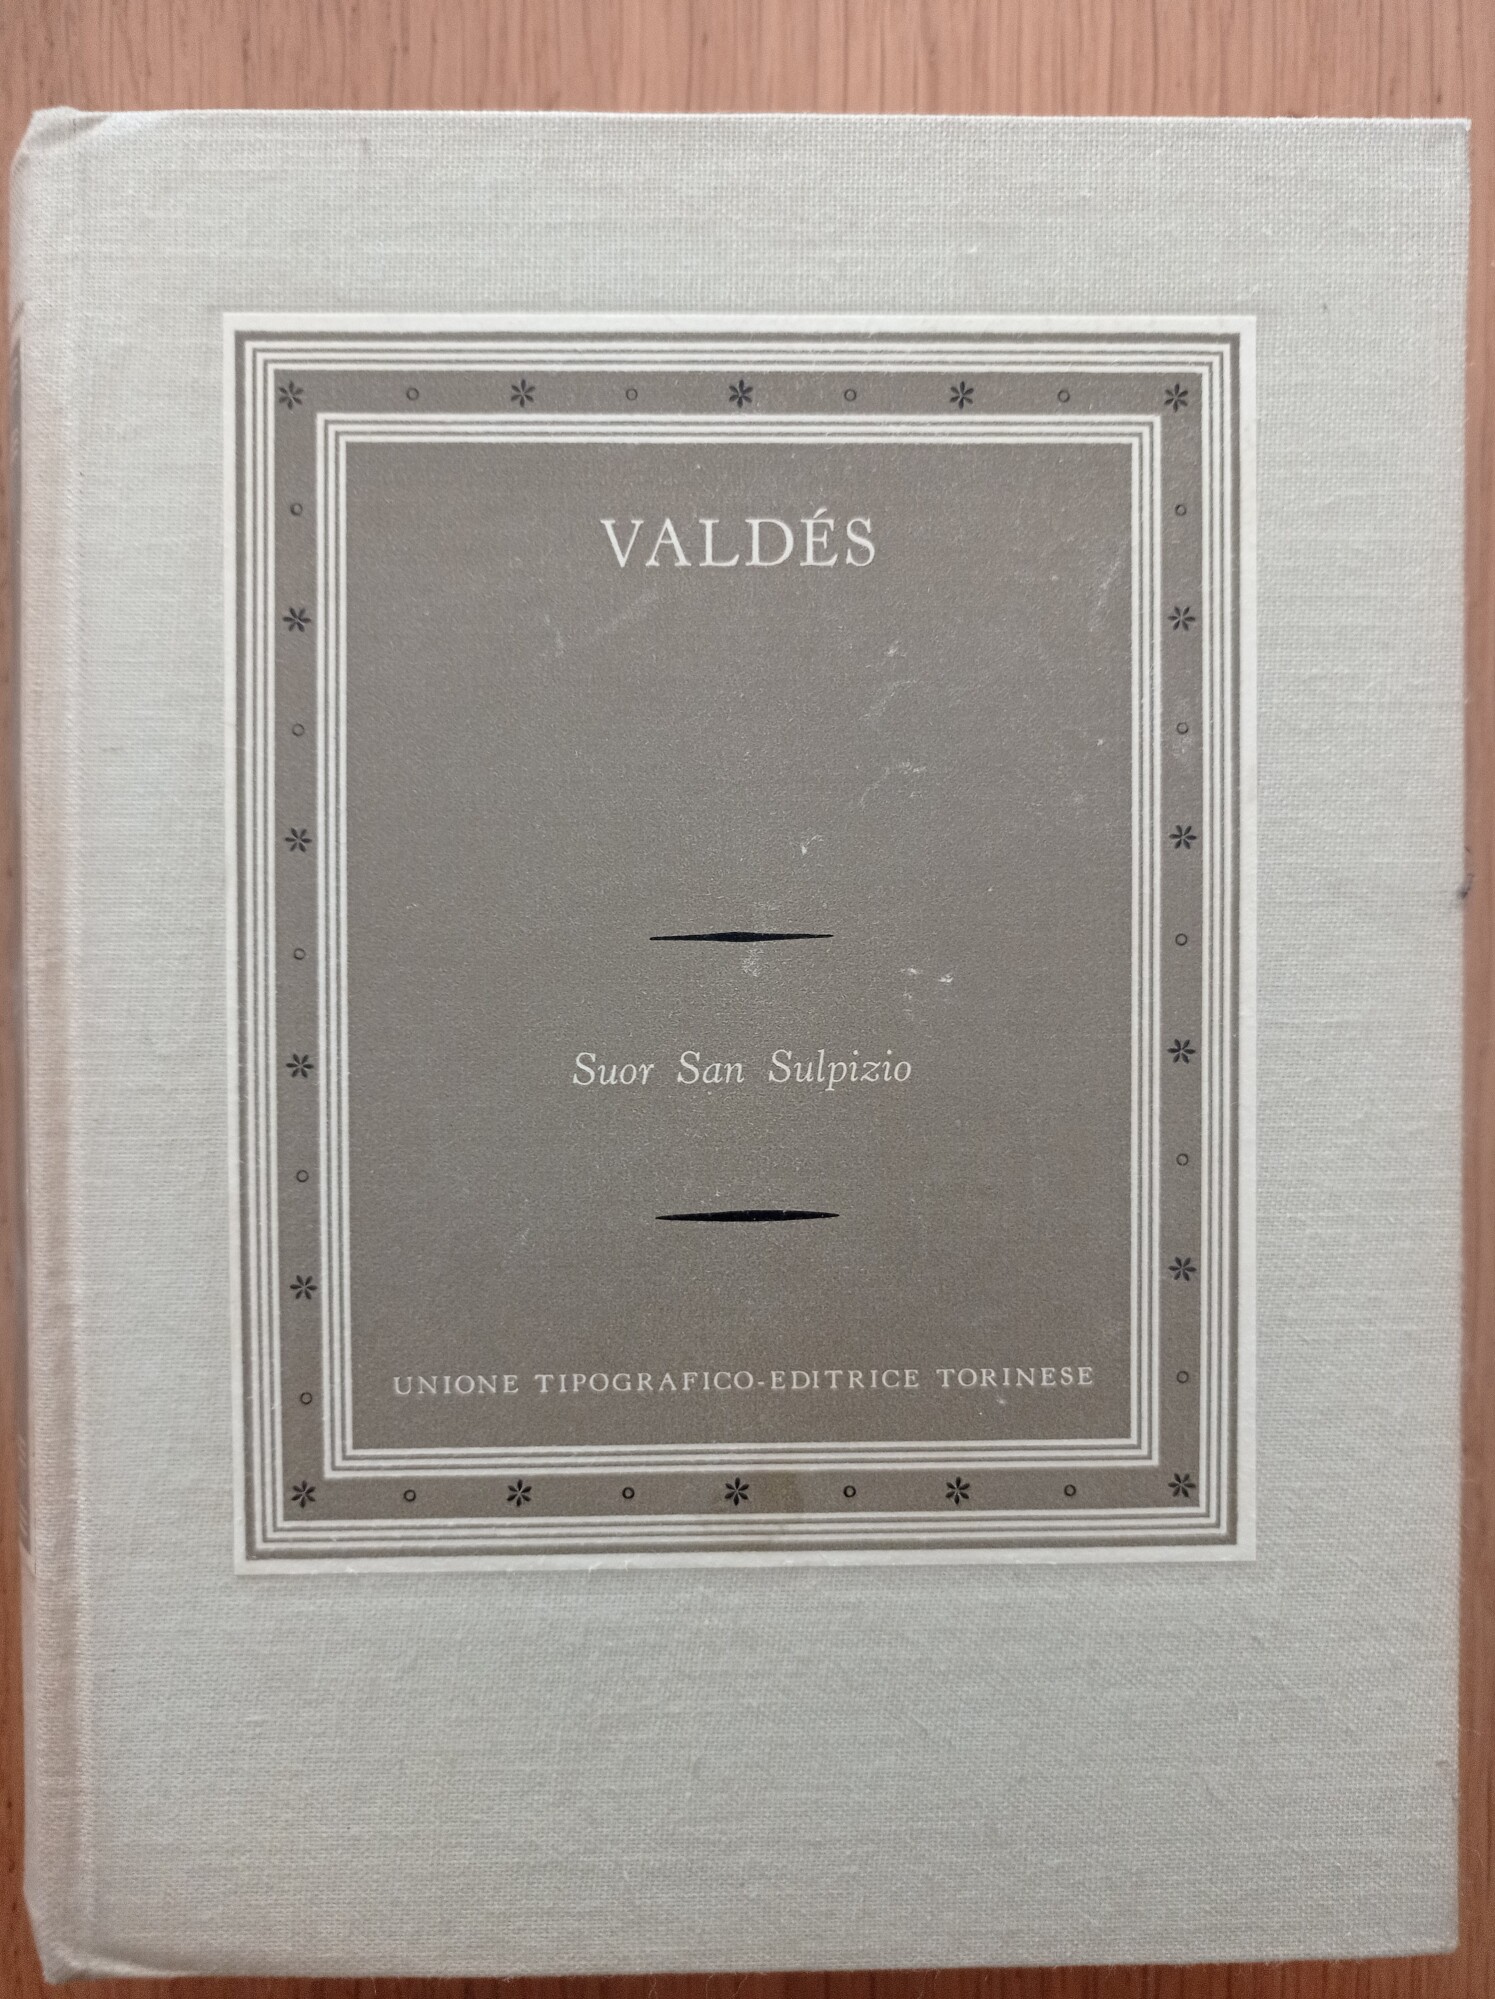 VALDÉS
Suor San Sulpizio
UNIONE TIPOGRAFICO-EDITRICE TORINESE